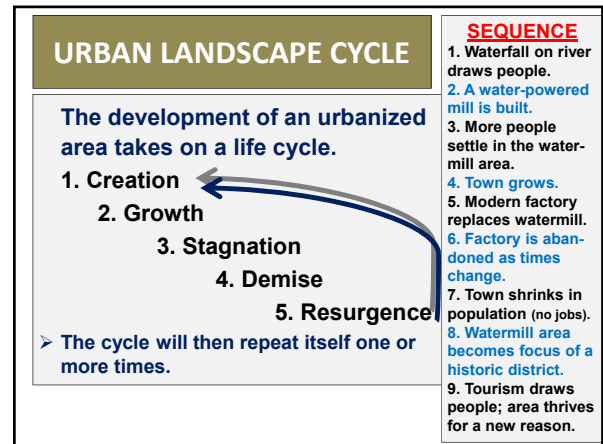 URBAN LANDSCAPE CYCLE
The development of an urbanized
area takes on a life cycle.
1. Creation
2. Growth
3. Stagnation
4. Demise
5. Resurgence
➢ The cycle will then repeat itself one or
more times.
SEQUENCE
1. Waterfall on river
draws people.
2. A water-powered
mill is built.
3. More people
settle in the water-
mill area.
4. Town grows.
5. Modern factory
replaces watermill.
6. Factory is aban-
doned as times
change.
7. Town shrinks in
population (no jobs).
8. Watermill area
becomes focus of a
historic district.
9. Tourism draws
people; area thrives
for a new reason.